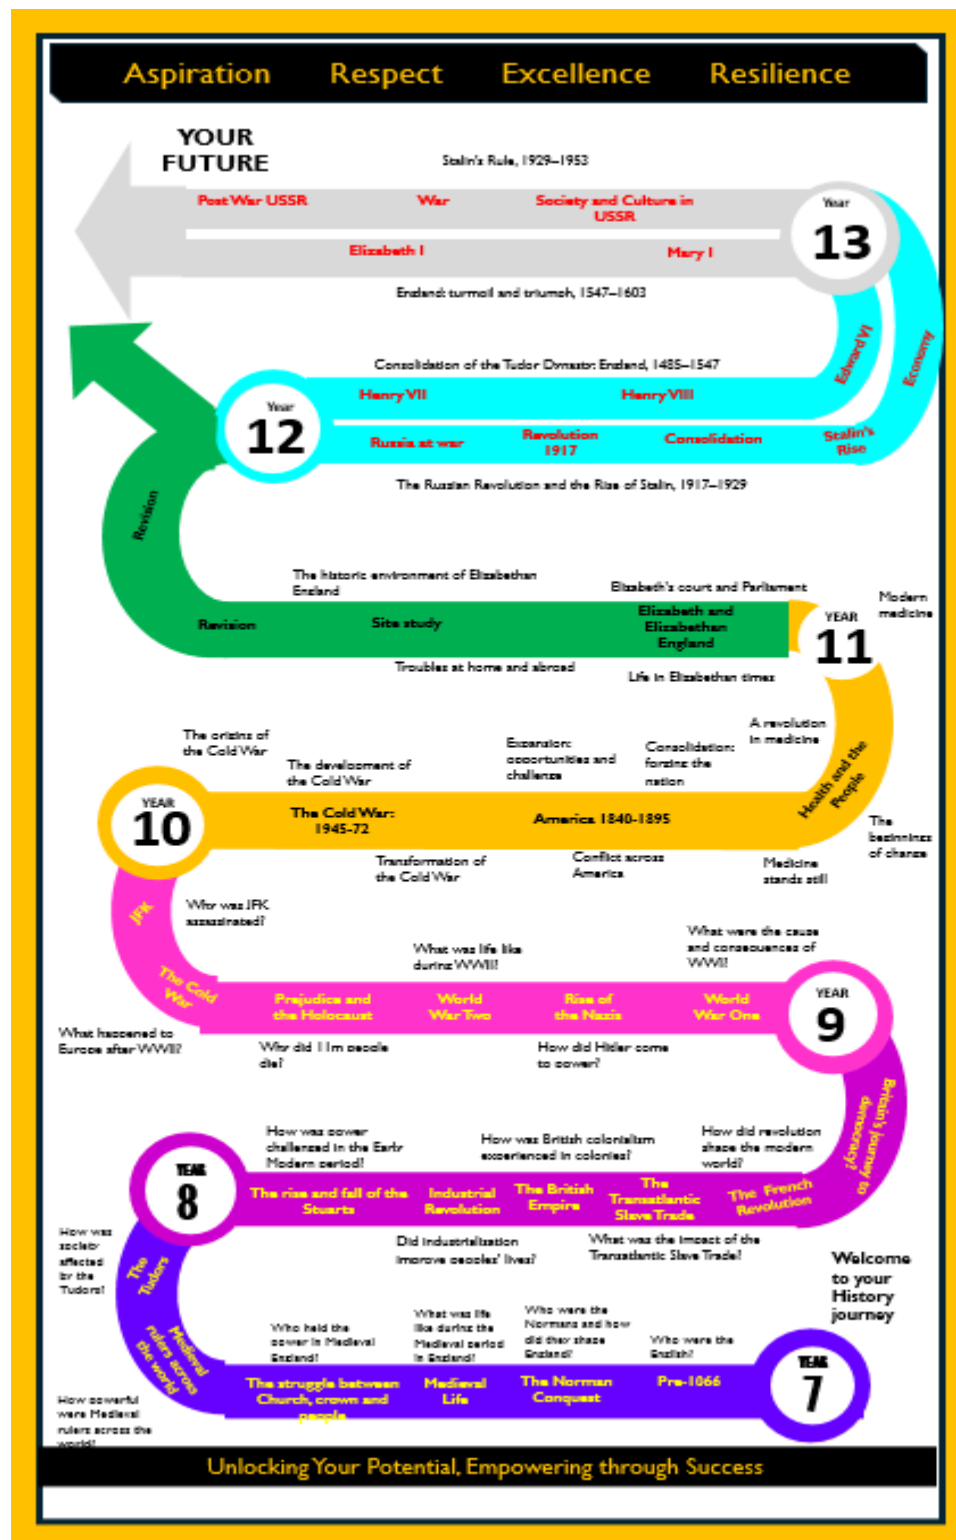 Aspiration Respect Excellence Resilience
YOUR
FUTURE
Stalin's Rule, 1929–1953
Post War USSR War Society and Culture in
USSR
Year
13
Elizabeth I Mary I
England: turmoil and triumph, 1547–1603
Edward VI
Economy
Consolidation of the Tudor Dynasty: England, 1485–1547
Henry VII Henry VIII
Year
12
Russia at war
Revolution
1917
Consolidation
Stalin's
Rise
The Russian Revolution and the Rise of Stalin, 1917–1929
Revision
The historic environment of Elizabethan
England
Elizabeth's court and Parliament
Modern
medicine
Revision
Site study
Elizabeth and
Elizabethan
England
YEAR
11
Troubles at home and abroad
Life in Elizabethan times
The origins of
the Cold War
The development of
the Cold War
Expansion:
opportunities and
challenge
Consolidation:
forging the
nation
A revolution
in medicine
YEAR
10
The Cold War:
1945-72
America 1840-1895
Health and the
People
The
beginnings
of change
Transformation of
the Cold War
Conflict across
America
Medicine
stands still
JFK
Why was JFK
assassinated?
The Cold
War
What was life like
during WWII?
What were the cause
and consequences of
WWI?
Prejudice and
the Holocaust
World
War Two
Rise of
the Nazis
World
War One
YEAR
9
What happened to
Europe after WWII?
Why did 11m people
die?
How did Hitler come
to power?
Britain's journey to
democracy?
How was power
challenged in the Early
Modern period?
How was British colonialism
experienced in colonies?
How did revolution
shape the modern
world?
YEAR
8
The rise and fall of the
Stuarts
Industrial
Revolution
The British
Empire
The
Transatlantic
Slave Trade
The French
Revolution
How was
society
affected
by the
Tudors?
Did industrialisation
improve peoples' lives?
What was the impact of the
Transatlantic Slave Trade?
The
Tudors
Welcome
to your
History
journey
Medieval
rulers across
the world
Who held the
power in Medieval
England?
What was life
like during the
Medieval period
in England?
Who were the
Normans and how
did they shape
England?
Who were the
English?
The struggle between
Church, crown and
people
Medieval
Life
The Norman
Conquest
Pre-1066
YEAR
7
How powerful
were Medieval
rulers across the
world?
Unlocking Your Potential, Empowering through Success